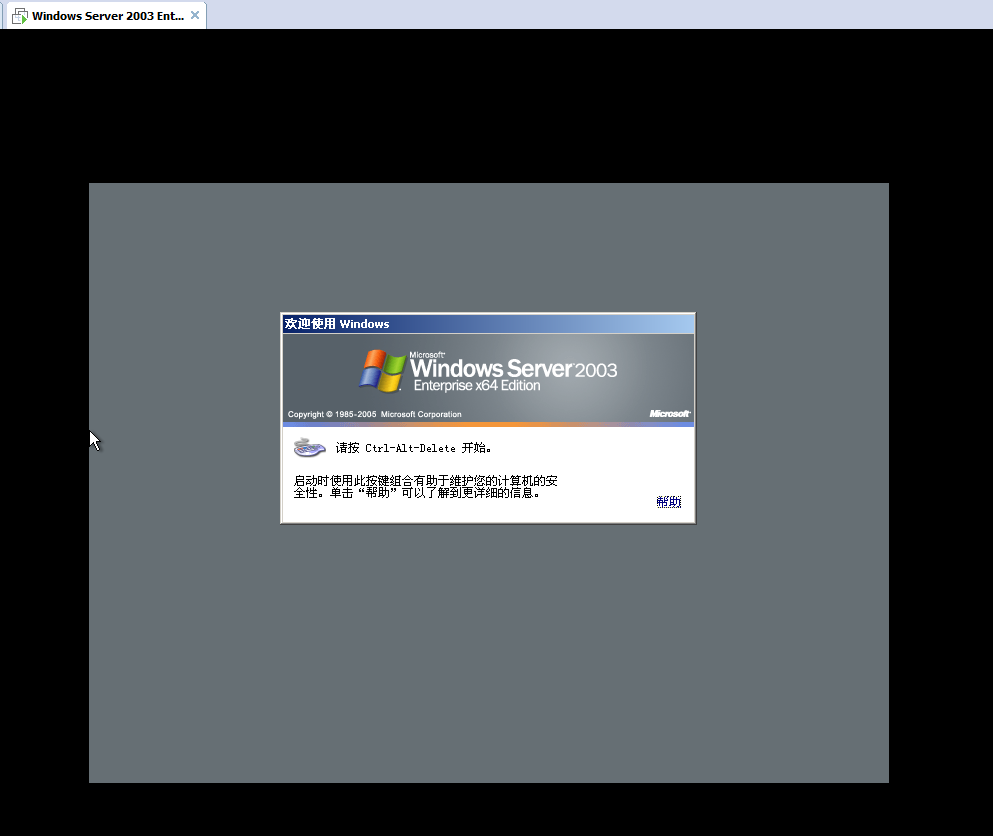 Windows Server 2003 Ent...
欢迎使用 Windows
Microsoft®
Windows Server 2003
Enterprise x64 Edition
Copyright © 1985-2005 Microsoft Corporation
Microsoft®
请按 Ctrl-Alt-Delete 开始。
启动时使用此按键组合有助于维护您的计算机的安
全性。单击“帮助”可以了解到更详细的信息。
帮助